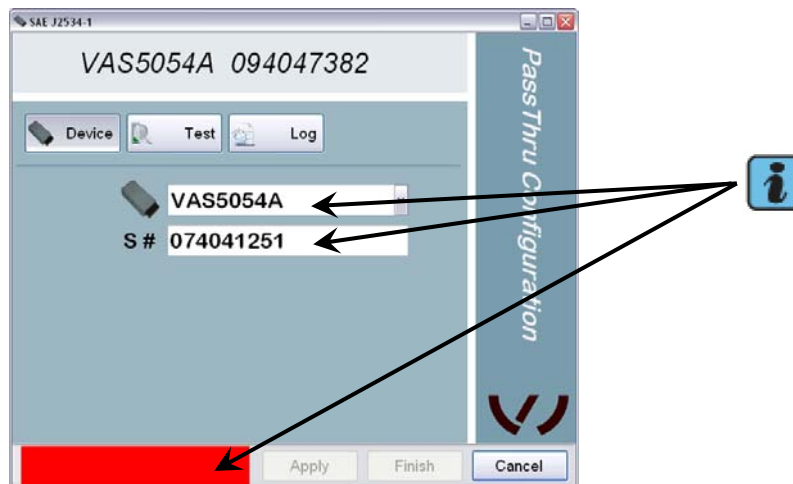 SAE J2534-1
VAS5054A 094047382
PassThru Configuration
Device
Test
Log
VAS5054A
S # 074041251
Apply
Finish
Cancel
i